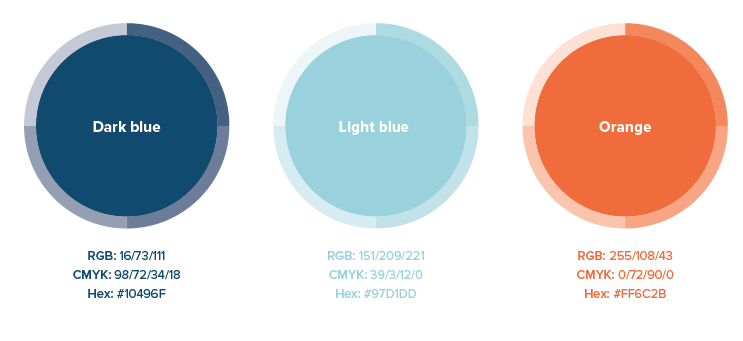 Dark blue
LIght blue
Orange
RGB: 16/73/111
CMYK: 98/72/34/18
Hex: #10496F
RGB: 151/209/221
CMYK: 39/3/12/0
Hex: #97D1DD
RGB: 255/108/43
CMYK: 0/72/90/0
Hex: #FF6C2B